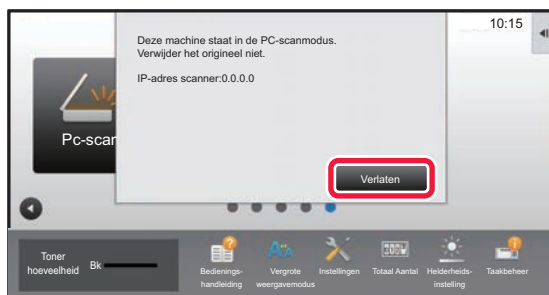 10:15
Deze machine staat in de PC-scanmodus.
Verwijder het origineel niet.
IP-adres scanner:0.0.0.0
Pc-scan
Verlaten
Toner
hoeveelheid
Bk
Bedienings-
handleiding
Vergrote
weergavemodus
Instellingen
Totaal Aantal
Helderheids-
instelling
Taakbeheer